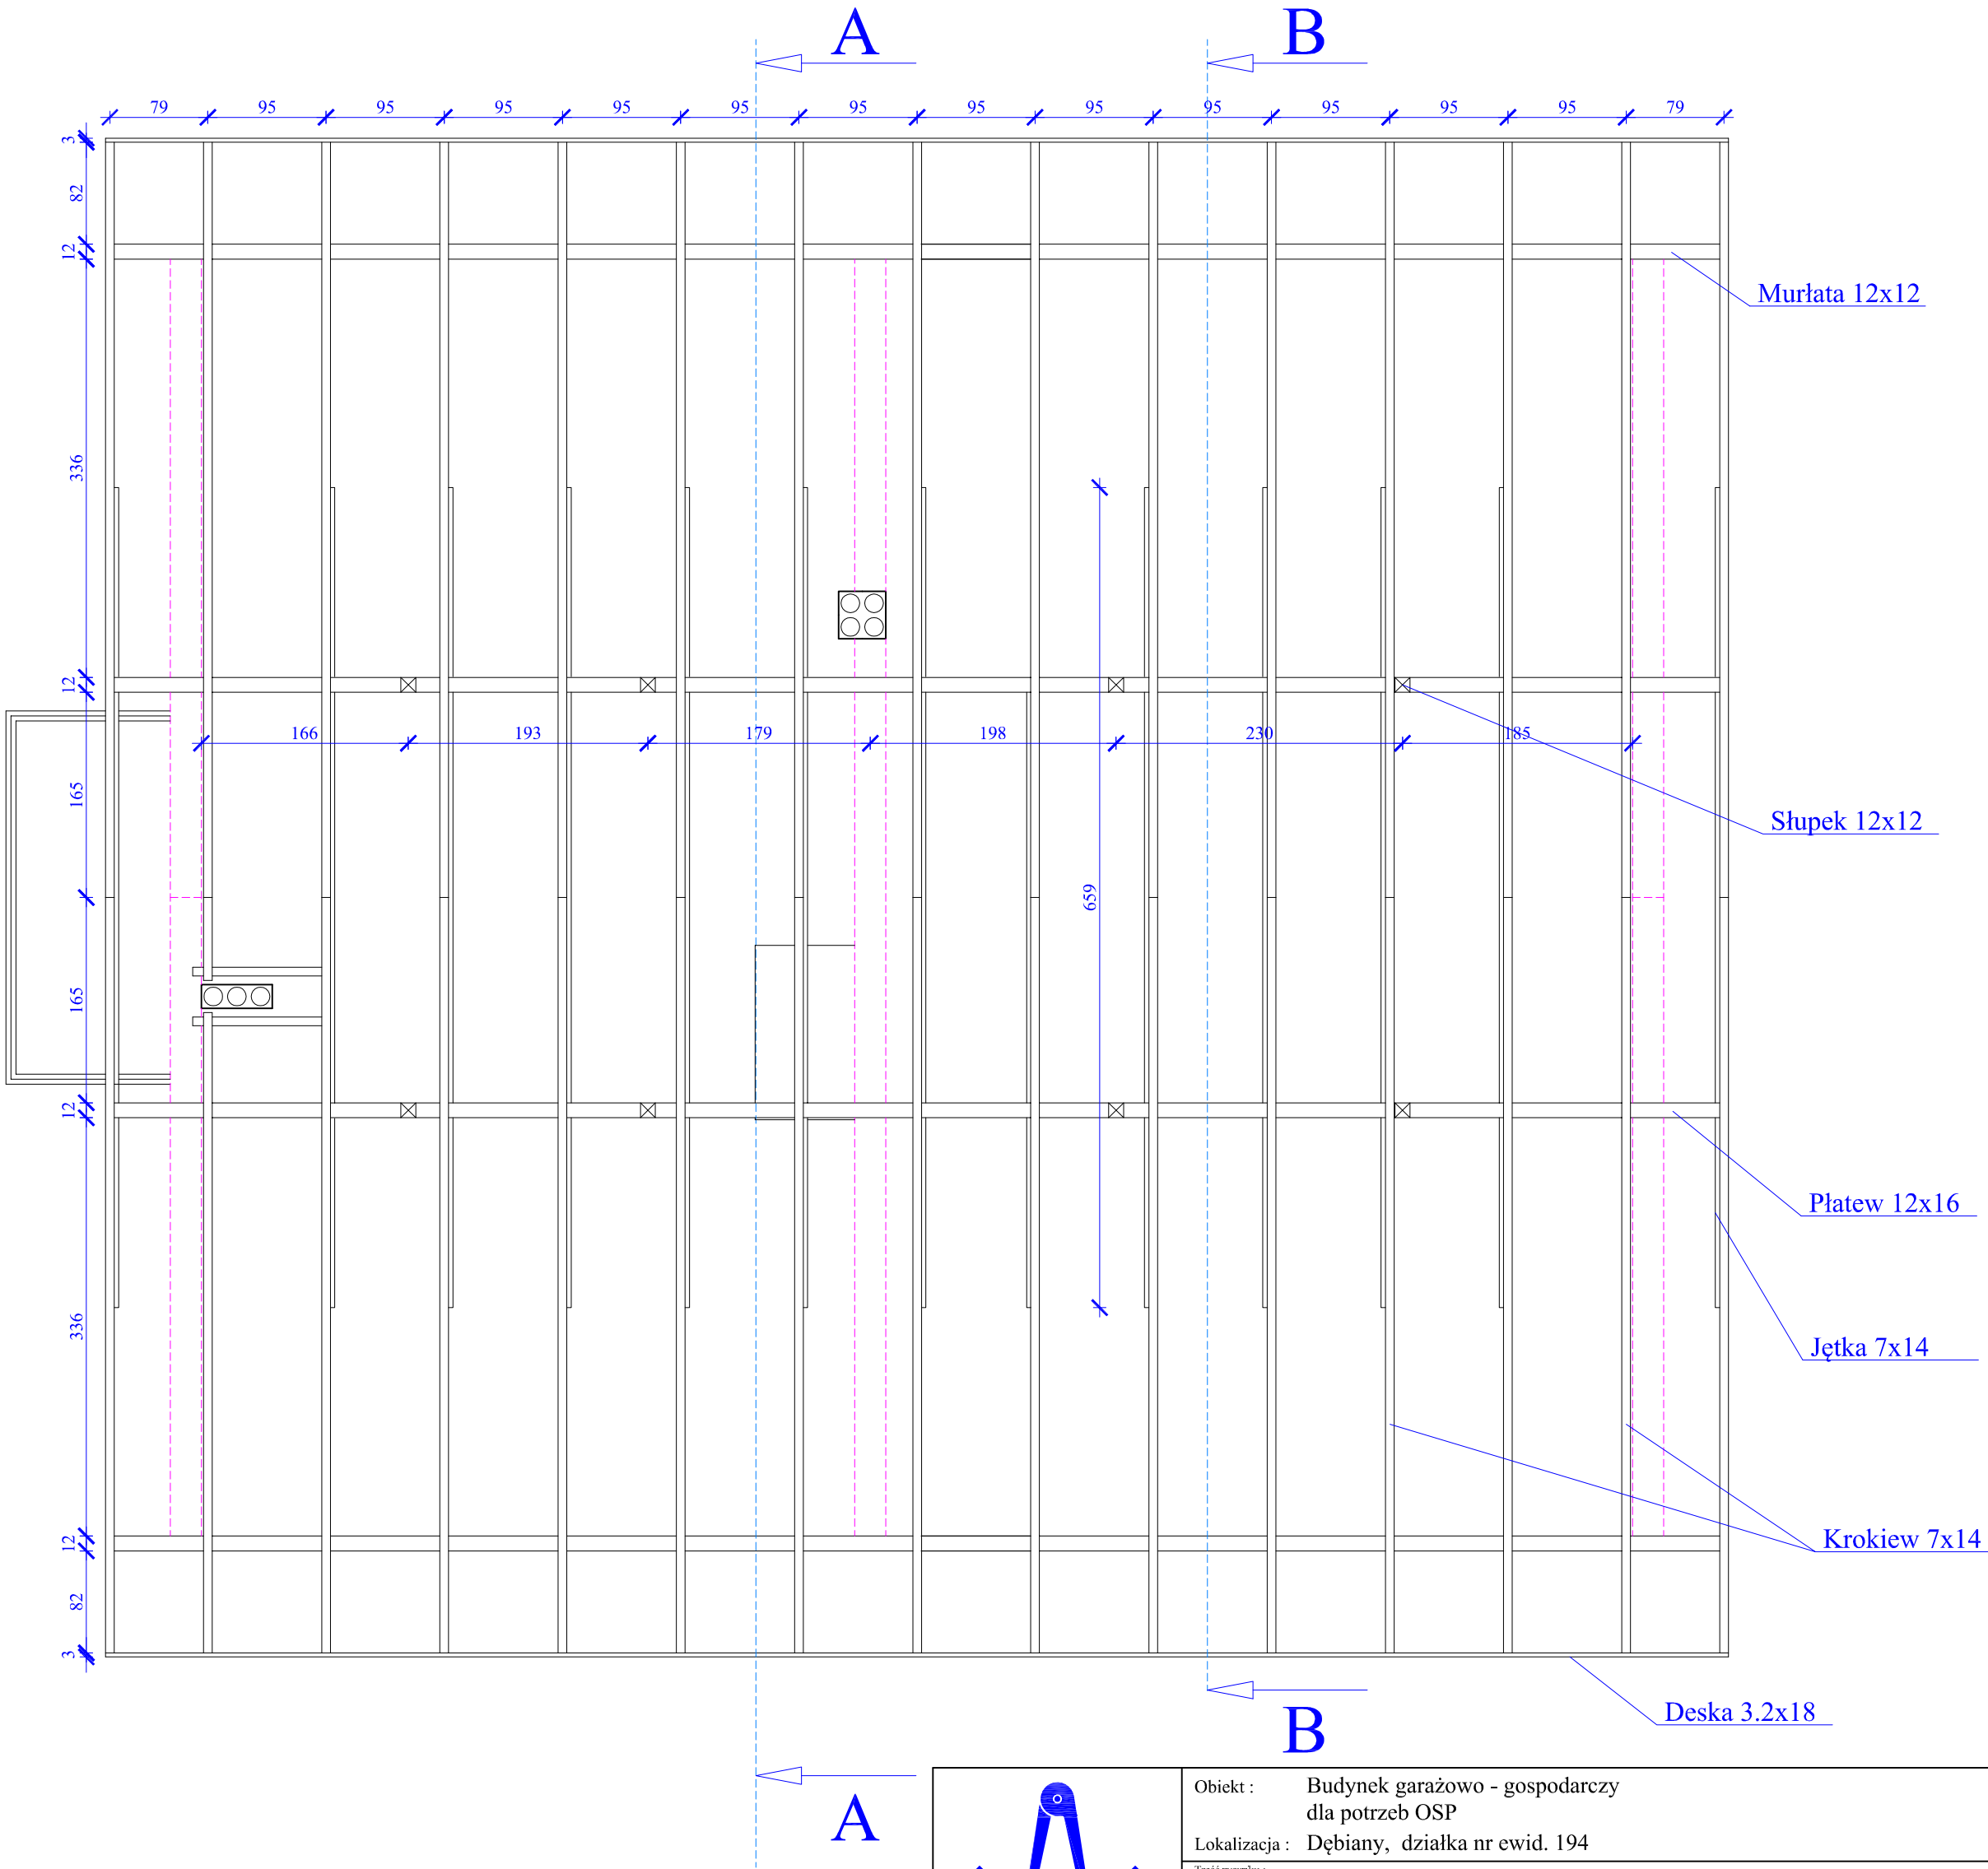 A
B
79 95 95 95 95 95 95 95 95 95 95 95 95 79
3
82
12
Murłata 12x12
336
12
166 193 179 198 230 185
165
Słupek 12x12
659
165
12
Płatew 12x16
336
Jętka 7x14
12
Krokiew 7x14
82
3
Deska 3.2x18
B
A
Obiekt : Budynek garażowo - gospodarczy
dla potrzeb OSP
Lokalizacja : Dębiany, działka nr ewid. 194